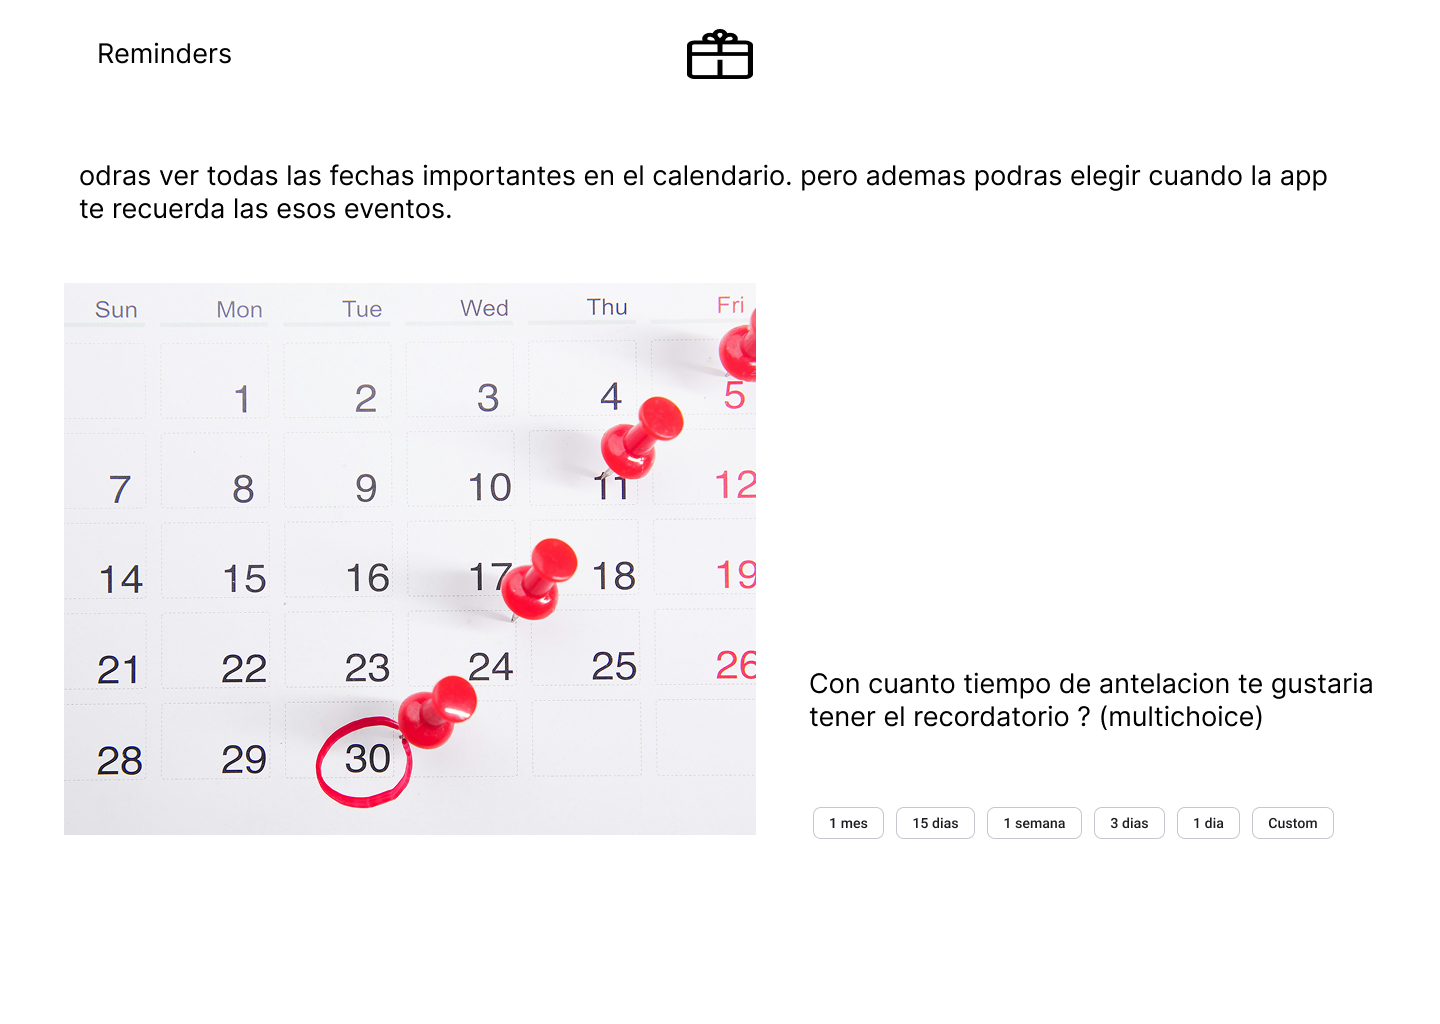 Reminders
odras ver todas las fechas importantes en el calendario. pero ademas podras elegir cuando la app
te recuerda las esos eventos.
Sun Mon Tue Wed Thu Fri
1 2 3 4 5
7 8 9 10 11 12
14 15 16 17 18 19
21 22 23 24 25 26
28 29 30
Con cuanto tiempo de antelacion te gustaria
tener el recordatorio ? (multichoice)
1 mes 15 dias 1 semana 3 dias 1 dia Custom